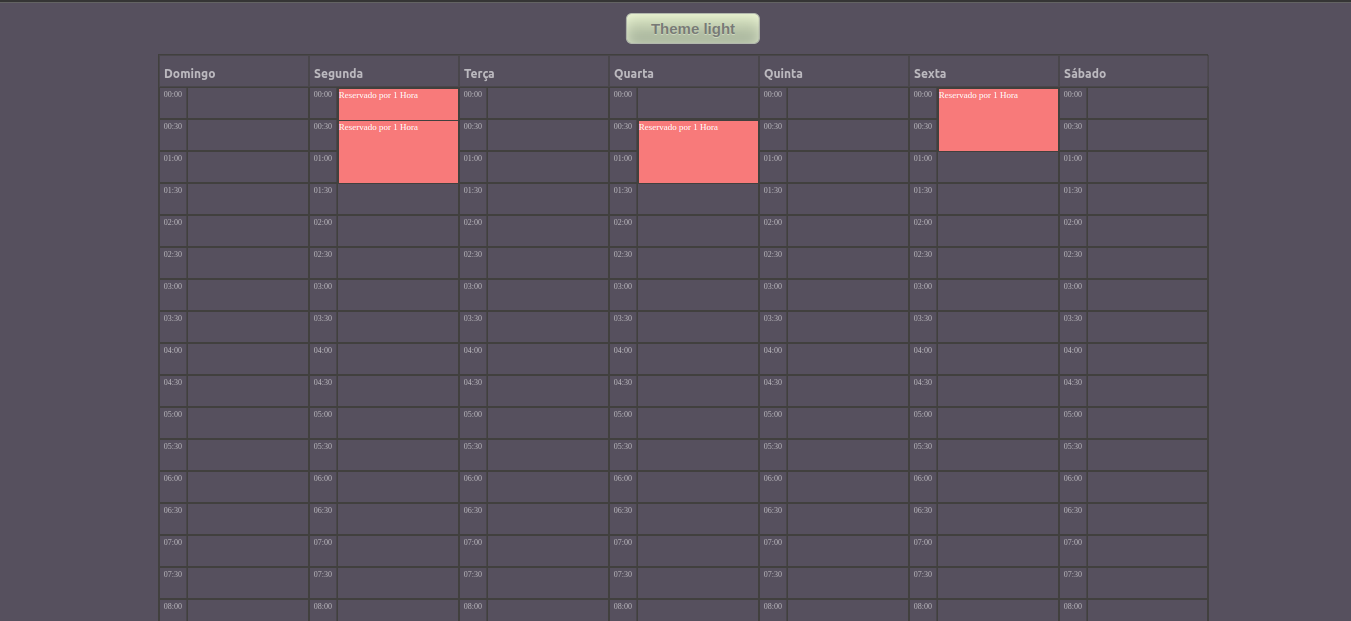 Theme light
Domingo Segunda Terça Quarta Quinta Sexta Sábado
00:00 00:00 Reservado por 1 Hora 00:00 00:00 00:00 00:00 Reservado por 1 Hora 00:00
00:30 00:30 Reservado por 1 Hora 00:30 00:30 Reservado por 1 Hora 00:30 00:30 00:30
01:00 01:00 01:00 01:00 01:00 01:00 01:00
01:30 01:30 01:30 01:30 01:30 01:30 01:30
02:00 02:00 02:00 02:00 02:00 02:00 02:00
02:30 02:30 02:30 02:30 02:30 02:30 02:30
03:00 03:00 03:00 03:00 03:00 03:00 03:00
03:30 03:30 03:30 03:30 03:30 03:30 03:30
04:00 04:00 04:00 04:00 04:00 04:00 04:00
04:30 04:30 04:30 04:30 04:30 04:30 04:30
05:00 05:00 05:00 05:00 05:00 05:00 05:00
05:30 05:30 05:30 05:30 05:30 05:30 05:30
06:00 06:00 06:00 06:00 06:00 06:00 06:00
06:30 06:30 06:30 06:30 06:30 06:30 06:30
07:00 07:00 07:00 07:00 07:00 07:00 07:00
07:30 07:30 07:30 07:30 07:30 07:30 07:30
08:00 08:00 08:00 08:00 08:00 08:00 08:00